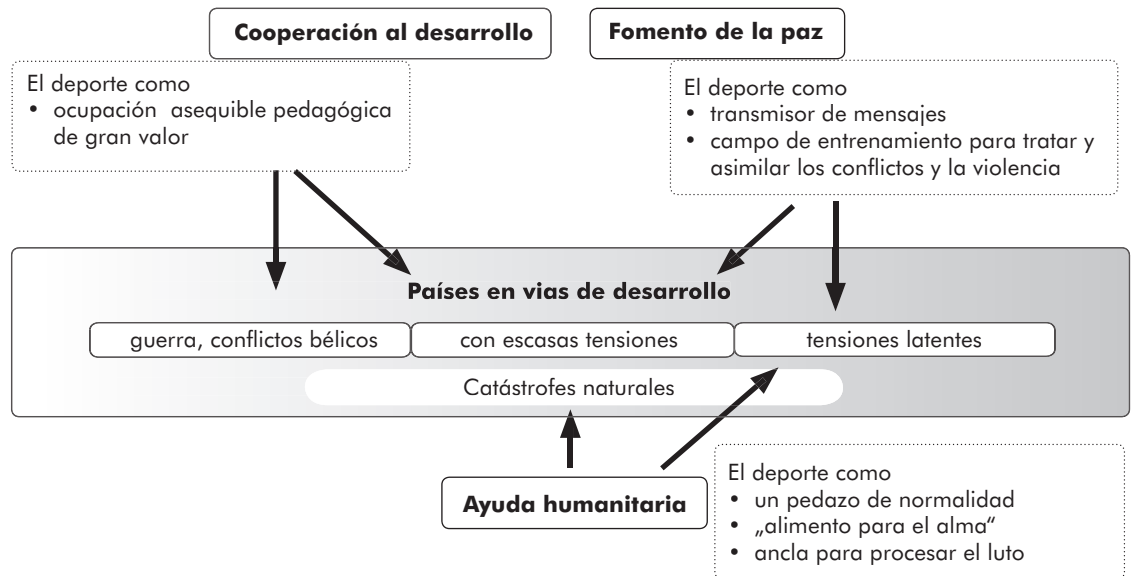 Cooperación al desarrollo
Fomento de la paz
El deporte como
• ocupación asequible pedagógica
de gran valor
El deporte como
• transmisor de mensajes
• campo de entrenamiento para tratar y
asimilar los conflictos y la violencia
Países en vias de desarrollo
guerra, conflictos bélicos
con escasas tensiones
tensiones latentes
Catástrofes naturales
Ayuda humanitaria
El deporte como
• un pedazo de normalidad
• „alimento para el alma“
• ancla para procesar el luto